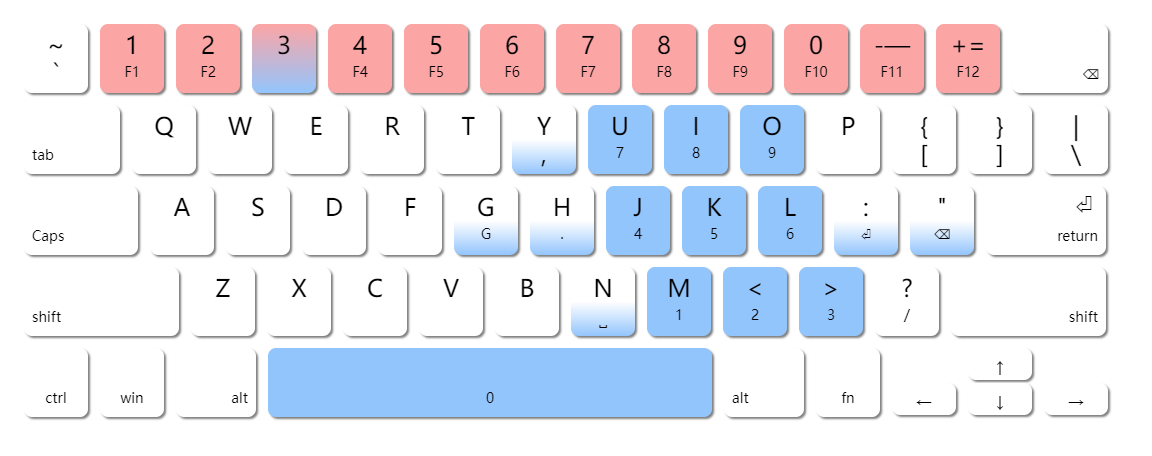 ~ 1 2 3 4 5 6 7 8 9 0 -— +=
` F1 F2 F4 F5 F6 F7 F8 F9 F10 F11 F12 ⌫
Q W E R T Y U I O P { } |
tab , 7 8 9 [ ] \
A S D F G H J K L : " ⏎
Caps G . 4 5 6 ⏎ ⌫ return
Z X C V B N M < > ?
shift ⎵ 1 2 3 / shift
↑
ctrl win alt 0 alt fn ← ↓ →